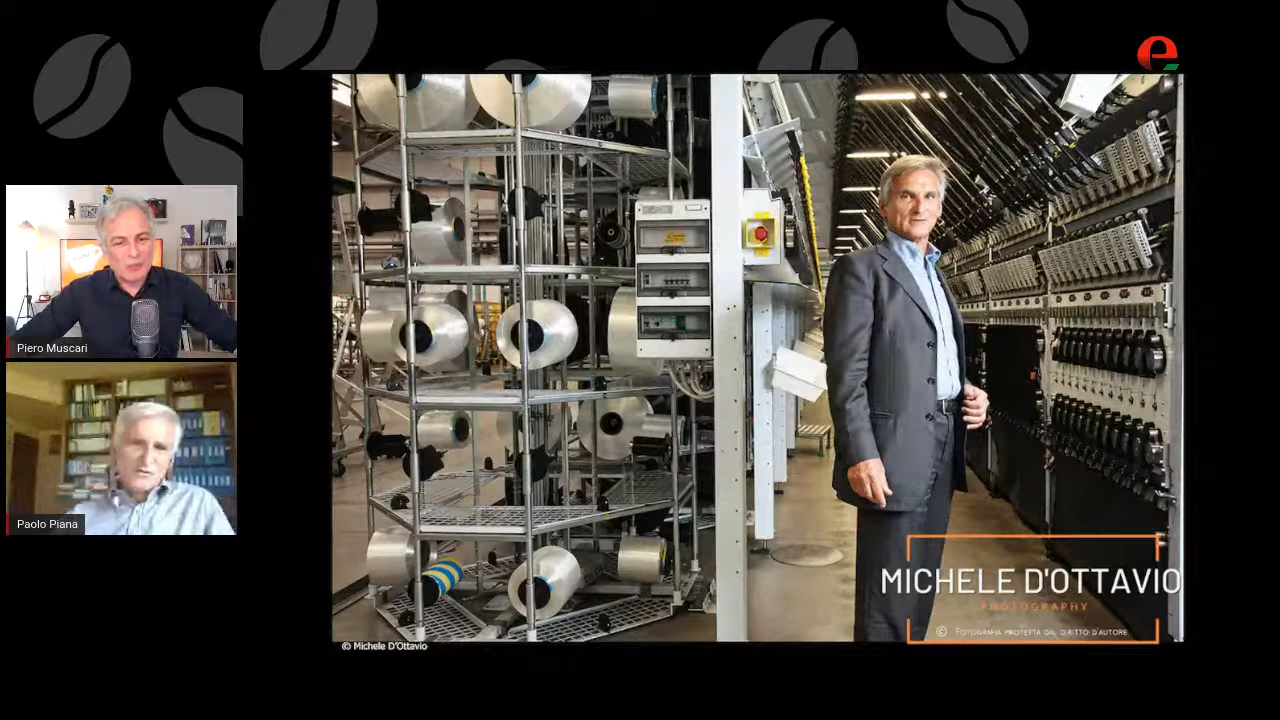 Piero Muscari
Paolo Piana
MICHELE D'OTTAVIO
PHOTOGRAPHY
© FOTOGRAFIA PROTETTA DAL DIRITTO D'AUTORE
© Michele D'Ottavio